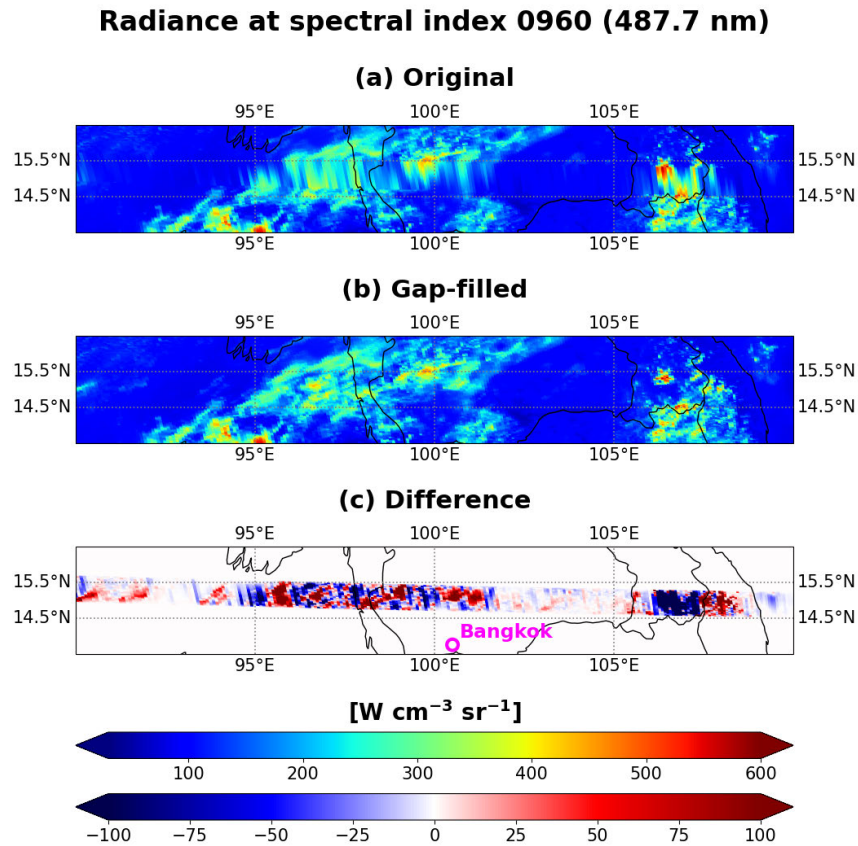 Radiance at spectral index 0960 (487.7 nm)
(a) Original
95°E 100°E 105°E
15.5°N 15.5°N
14.5°N 14.5°N
95°E 100°E 105°E
(b) Gap-filled
95°E 100°E 105°E
15.5°N 15.5°N
14.5°N 14.5°N
95°E 100°E 105°E
(c) Difference
95°E 100°E 105°E
15.5°N 15.5°N
14.5°N 14.5°N
Bangkok
95°E 100°E 105°E
[W cm⁻³ sr⁻¹]
100 200 300 400 500 600
−100 −75 −50 −25 0 25 50 75 100